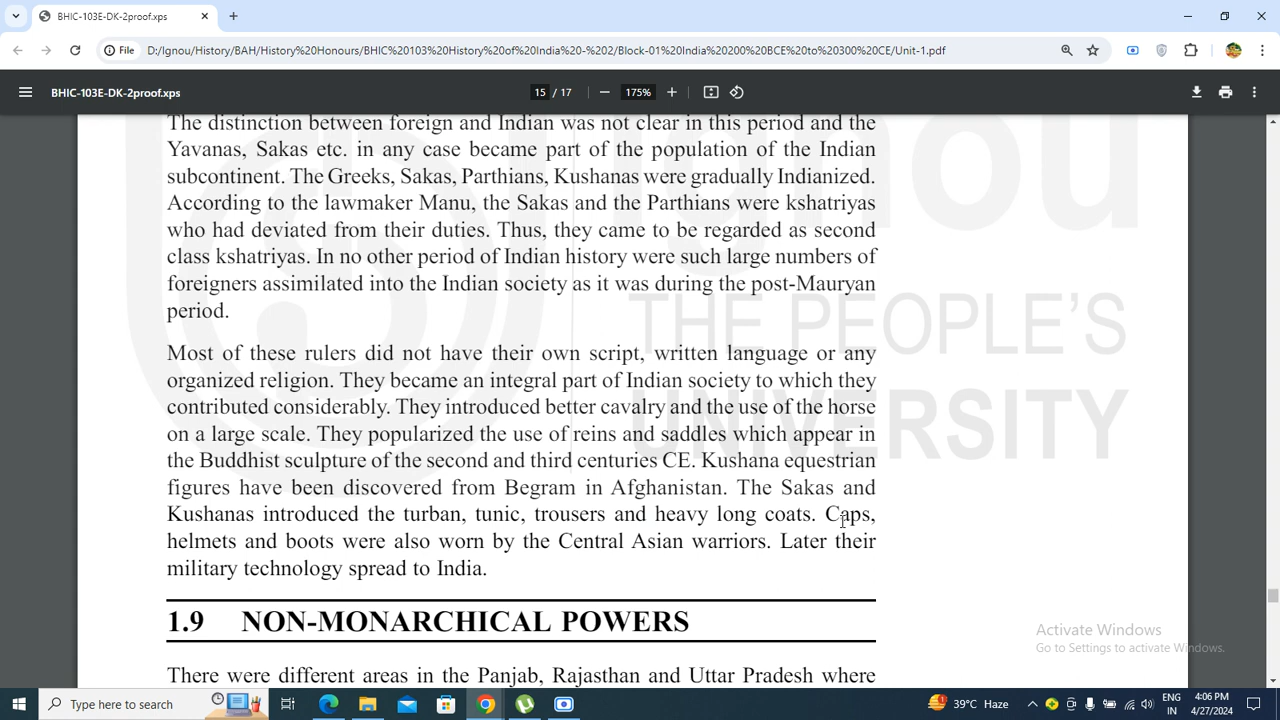 BHIC-103E-DK-2proof.xps
File D:/Ignou/History/BAH/History%20Honours/BHIC%20103%20History%20of%20India%20-%202/Block-01%20India%20200%20BCE%20to%20300%20CE/Unit-1.pdf
BHIC-103E-DK-2proof.xps 15 / 17 175%
ignou
THE PEOPLE'S
UNIVERSITY
The distinction between foreign and Indian was not clear in this period and the
Yavanas, Sakas etc. in any case became part of the population of the Indian
subcontinent. The Greeks, Sakas, Parthians, Kushanas were gradually Indianized.
According to the lawmaker Manu, the Sakas and the Parthians were kshatriyas
who had deviated from their duties. Thus, they came to be regarded as second
class kshatriyas. In no other period of Indian history were such large numbers of
foreigners assimilated into the Indian society as it was during the post-Mauryan
period.
Most of these rulers did not have their own script, written language or any
organized religion. They became an integral part of Indian society to which they
contributed considerably. They introduced better cavalry and the use of the horse
on a large scale. They popularized the use of reins and saddles which appear in
the Buddhist sculpture of the second and third centuries CE. Kushana equestrian
figures have been discovered from Begram in Afghanistan. The Sakas and
Kushanas introduced the turban, tunic, trousers and heavy long coats. Caps,
helmets and boots were also worn by the Central Asian warriors. Later their
military technology spread to India.
1.9 NON-MONARCHICAL POWERS
There were different areas in the Panjab, Rajasthan and Uttar Pradesh where
Activate Windows
Go to Settings to activate Windows.
Type here to search
39°C Haze
ENG
IN
4:06 PM
4/27/2024